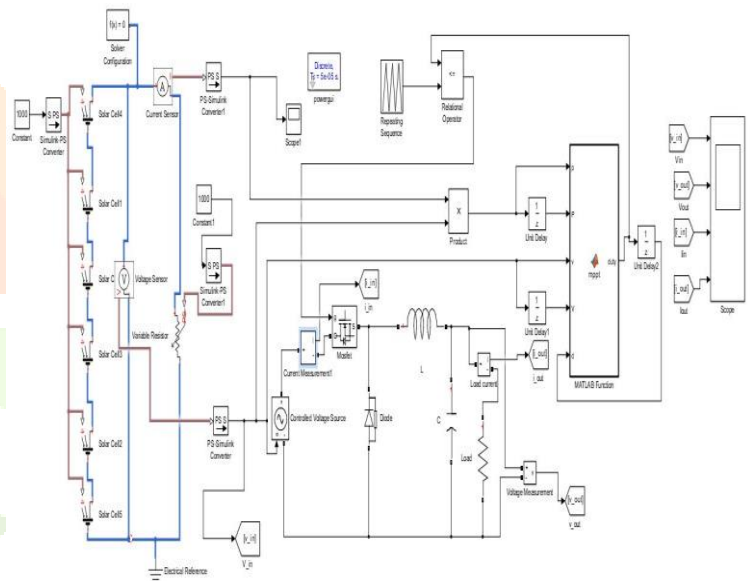 f(x) = 0
Solver
Configuration
1000
Constant
S PS
Simulink-PS
Converter
Solar Cell4
A
Current Sensor
PS S
PS-Simulink
Converter1
Scope1
Discrete,
Ts = 5e-05 s.
powergui
Repeating
Sequence
<=
Relational
Operator
Solar Cell1
1000
Constant1
S PS
Simulink-PS
Converter1
Solar C
V
Voltage Sensor
Variable Resistor
Solar Cell3
Solar Cell2
Solar Cell5
Electrical Reference
PS S
PS-Simulink
Converter
[v_in]
V_in
Controlled Voltage Source
Current Measurement1
[i_in]
i_in
Mosfet
Diode
L
C
Load
Load current
[i_out]
i_out
Voltage Measurement
[v_out]
v_out
×
Product
1
z
Unit Delay
1
z
Unit Delay1
mppt
duty
MATLAB Function
1
z
Unit Delay2
[v_in]
Vin
[v_out]
Vout
[i_in]
Iin
[i_out]
Iout
Scope